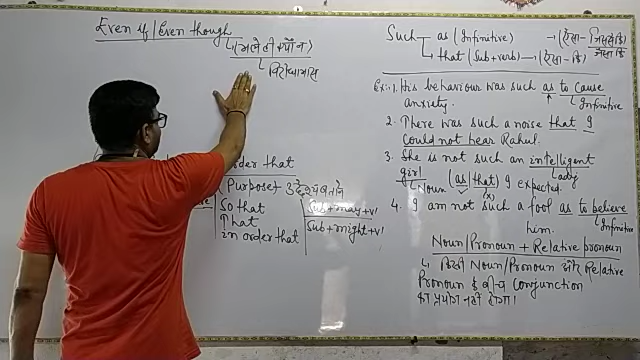 Even if / Even though
(भले ही क्यों न)
विरोधाभास
order that
(Purpose) उद्देश्य बताने
So that
That
in order that
Sub+may+V1
Sub+might+V1
Such as (Infinitive) → (ऐसा - जिससे कि
जैसा कि
that (Sub+verb) — (ऐसा - कि)
Ex:-1. His behaviour was such as to cause
anxiety.
Infinitive
2. There was such a noise that I
could not hear Rahul.
3. She is not such an intelligent
girl (as that) I expected.
Noun (x) Adj
4. I am not such a fool as to believe
him.
Infinitive
Noun/Pronoun + Relative pronoun
किसी Noun/Pronoun और Relative
Pronoun के बीच Conjunction
का प्रयोग नहीं होगा।